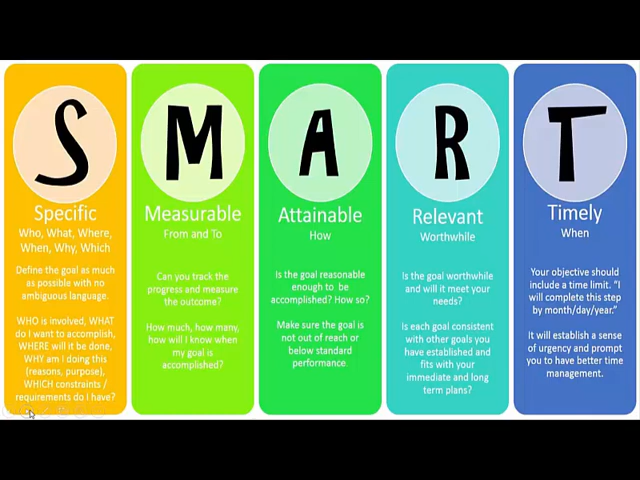 S
Specific
Who, What, Where,
When, Why, Which
Define the goal as much
as possible with no
ambiguous language.
WHO is involved, WHAT
do I want to accomplish,
WHERE will it be done,
WHY am I doing this
(reasons, purpose),
WHICH constraints /
requirements do I have?
M
Measurable
From and To
Can you track the
progress and measure
the outcome?
How much, how many,
how will I know when
my goal is
accomplished?
A
Attainable
How
Is the goal reasonable
enough to be
accomplished? How so?
Make sure the goal is
not out of reach or
below standard
performance.
R
Relevant
Worthwhile
Is the goal worthwhile
and will it meet your
needs?
Is each goal consistent
with other goals you
have established and
fits with your
immediate and long
term plans?
T
Timely
When
Your objective should
include a time limit. “I
will complete this step
by month/day/year.”
It will establish a sense
of urgency and prompt
you to have better time
management.